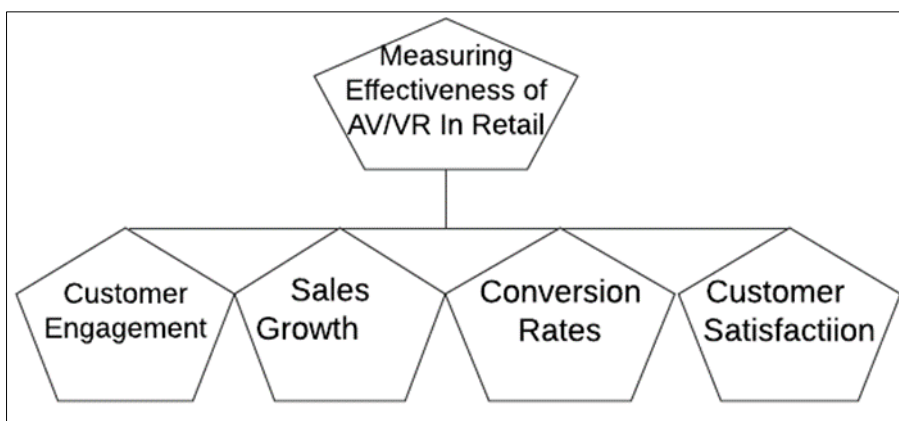 Measuring
Effectiveness of
AV/VR In Retail
Customer
Engagement
Sales
Growth
Conversion
Rates
Customer
Satisfactiion